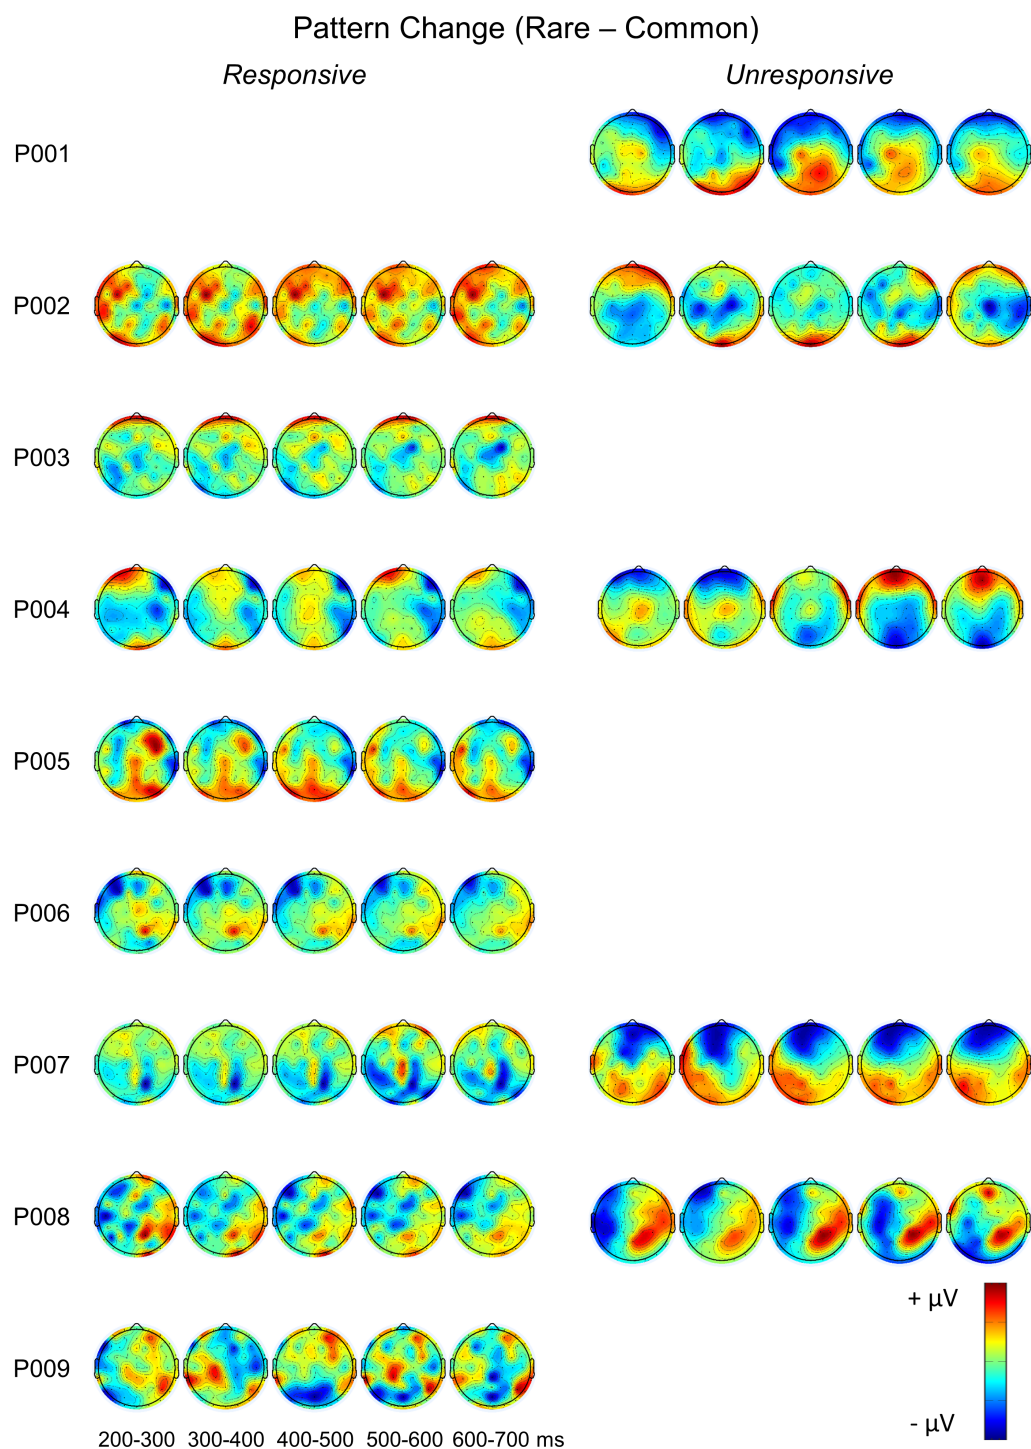 Pattern Change (Rare – Common)
Responsive Unresponsive
P001
P002
P003
P004
P005
P006
P007
P008
+ µV
P009
- µV
200-300 300-400 400-500 500-600 600-700 ms